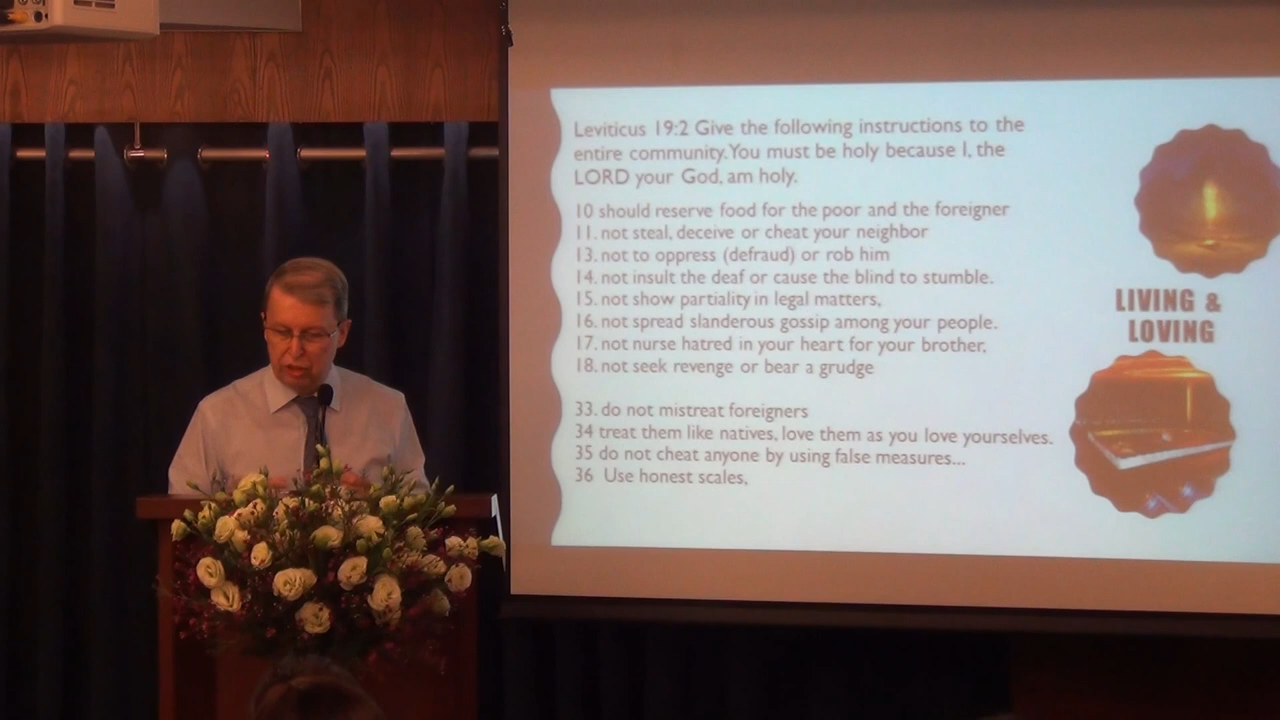 Leviticus 19:2 Give the following instructions to the
entire community. You must be holy because I, the
LORD your God, am holy.
10 should reserve food for the poor and the foreigner
11. not steal, deceive or cheat your neighbor
13. not to oppress (defraud) or rob him
14. not insult the deaf or cause the blind to stumble.
15. not show partiality in legal matters,
16. not spread slanderous gossip among your people.
17. not nurse hatred in your heart for your brother,
18. not seek revenge or bear a grudge
33. do not mistreat foreigners
34 treat them like natives, love them as you love yourselves.
35 do not cheat anyone by using false measures...
36 Use honest scales,
LIVING &
LOVING